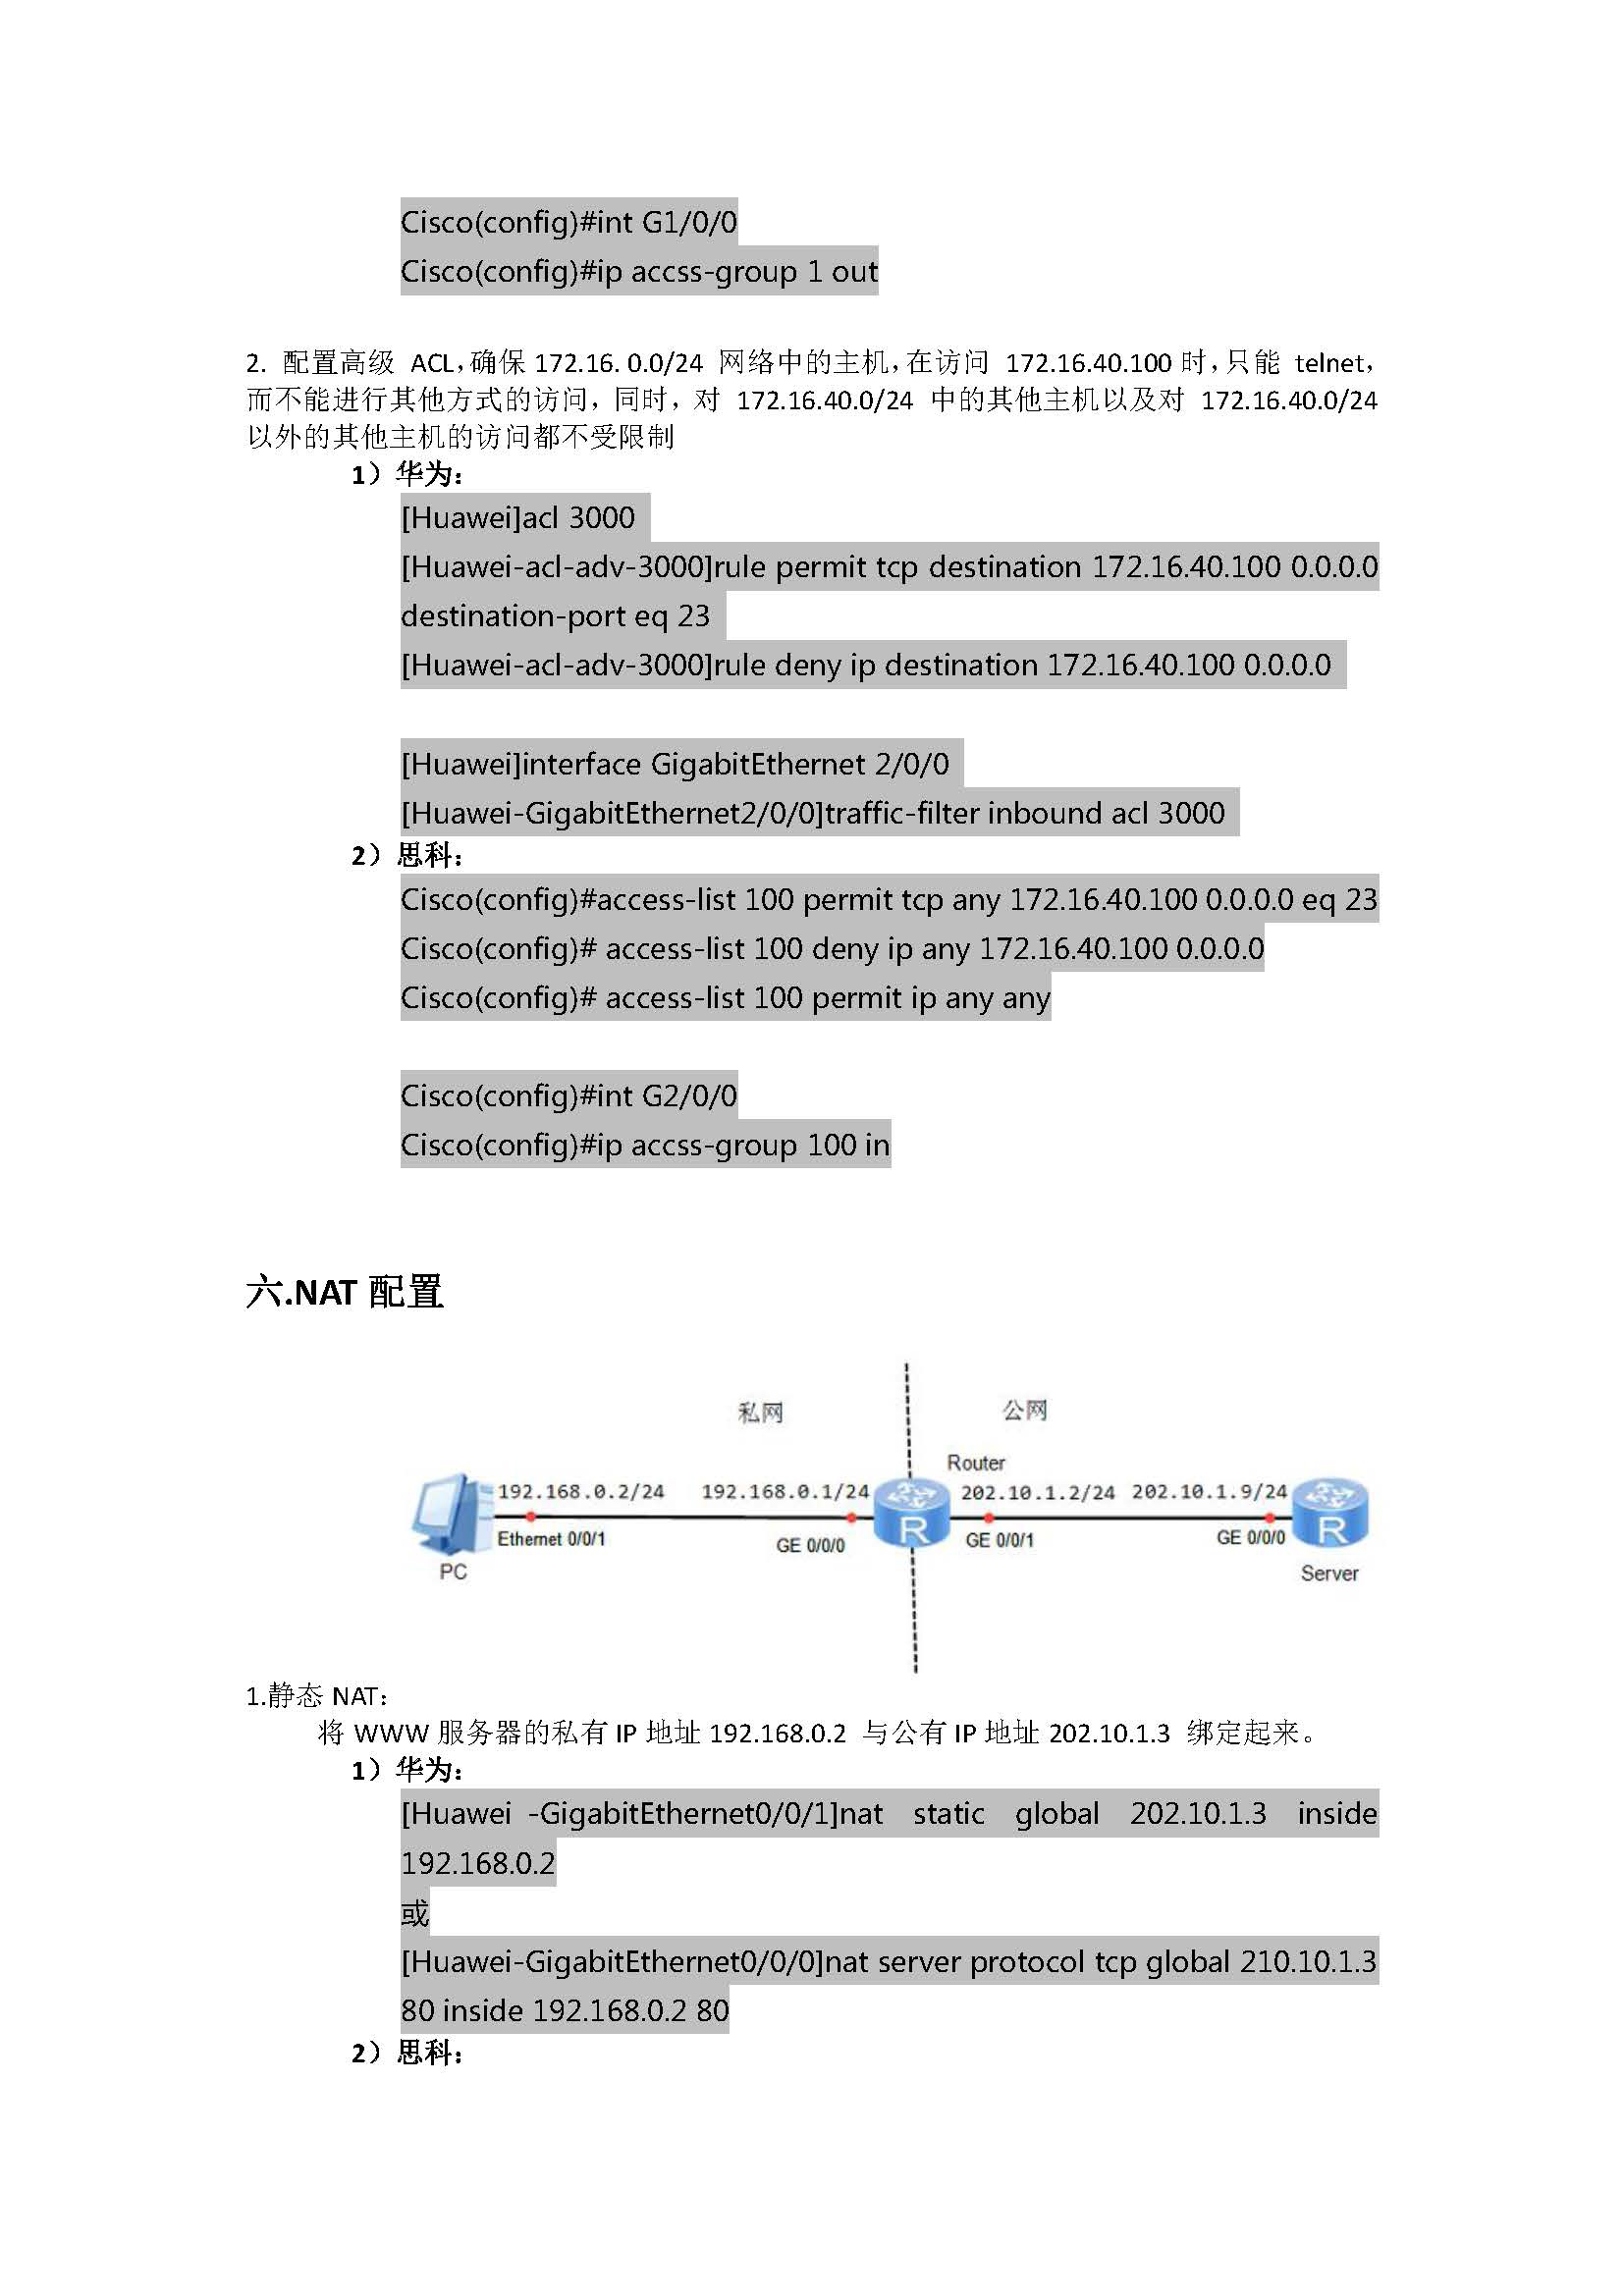 Cisco(config)#int G1/0/0
Cisco(config)#ip accss-group 1 out
2. 配置高级 ACL，确保 172.16. 0.0/24 网络中的主机，在访问 172.16.40.100 时，只能 telnet，
而不能进行其他方式的访问，同时，对 172.16.40.0/24 中的其他主机以及对 172.16.40.0/24
以外的其他主机的访问都不受限制
1）华为：
[Huawei]acl 3000
[Huawei-acl-adv-3000]rule permit tcp destination 172.16.40.100 0.0.0.0
destination-port eq 23
[Huawei-acl-adv-3000]rule deny ip destination 172.16.40.100 0.0.0.0
[Huawei]interface GigabitEthernet 2/0/0
[Huawei-GigabitEthernet2/0/0]traffic-filter inbound acl 3000
2）思科：
Cisco(config)#access-list 100 permit tcp any 172.16.40.100 0.0.0.0 eq 23
Cisco(config)# access-list 100 deny ip any 172.16.40.100 0.0.0.0
Cisco(config)# access-list 100 permit ip any any
Cisco(config)#int G2/0/0
Cisco(config)#ip accss-group 100 in
六.NAT 配置
私网 公网
Router
192.168.0.2/24 192.168.0.1/24 202.10.1.2/24 202.10.1.9/24
R R
Ethernet 0/0/1 GE 0/0/0 GE 0/0/1 GE 0/0/0
PC Server
1.静态 NAT：
将 WWW 服务器的私有 IP 地址 192.168.0.2 与公有 IP 地址 202.10.1.3 绑定起来。
1）华为：
[Huawei -GigabitEthernet0/0/1]nat static global 202.10.1.3 inside
192.168.0.2
或
[Huawei-GigabitEthernet0/0/0]nat server protocol tcp global 210.10.1.3
80 inside 192.168.0.2 80
2）思科：